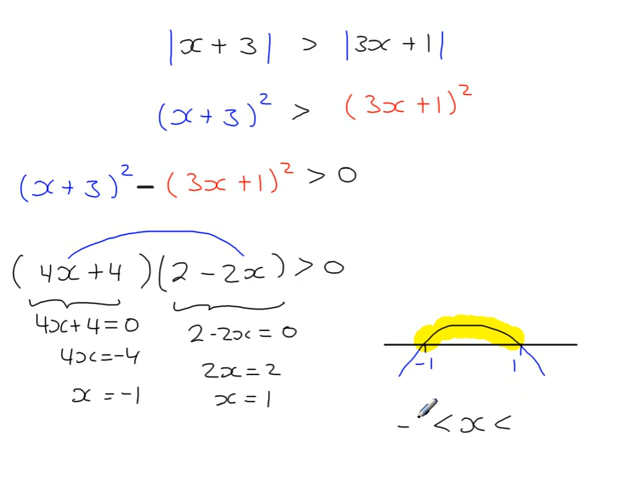 |x + 3| > |3x + 1|
(x + 3)² > (3x + 1)²
(x + 3)² − (3x + 1)² > 0
(4x + 4)(2 − 2x) > 0
4x + 4 = 0
4x = −4
x = −1
2 − 2x = 0
2x = 2
x = 1
−1 1
− < x <